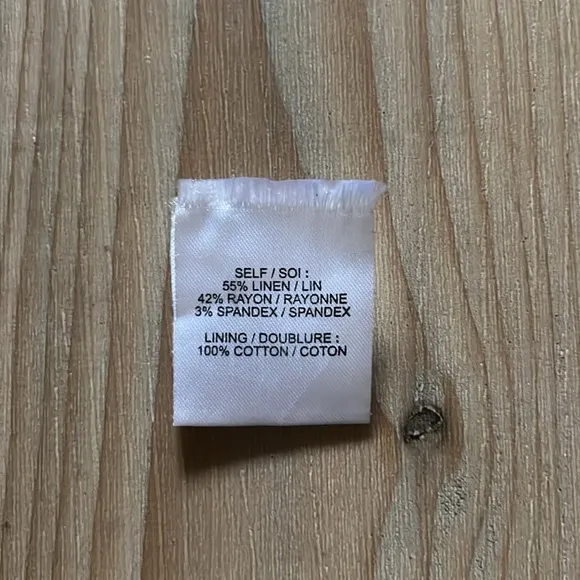 SELF / SOI :
55% LINEN / LIN
42% RAYON / RAYONNE
3% SPANDEX / SPANDEX
LINING / DOUBLURE :
100% COTTON / COTON